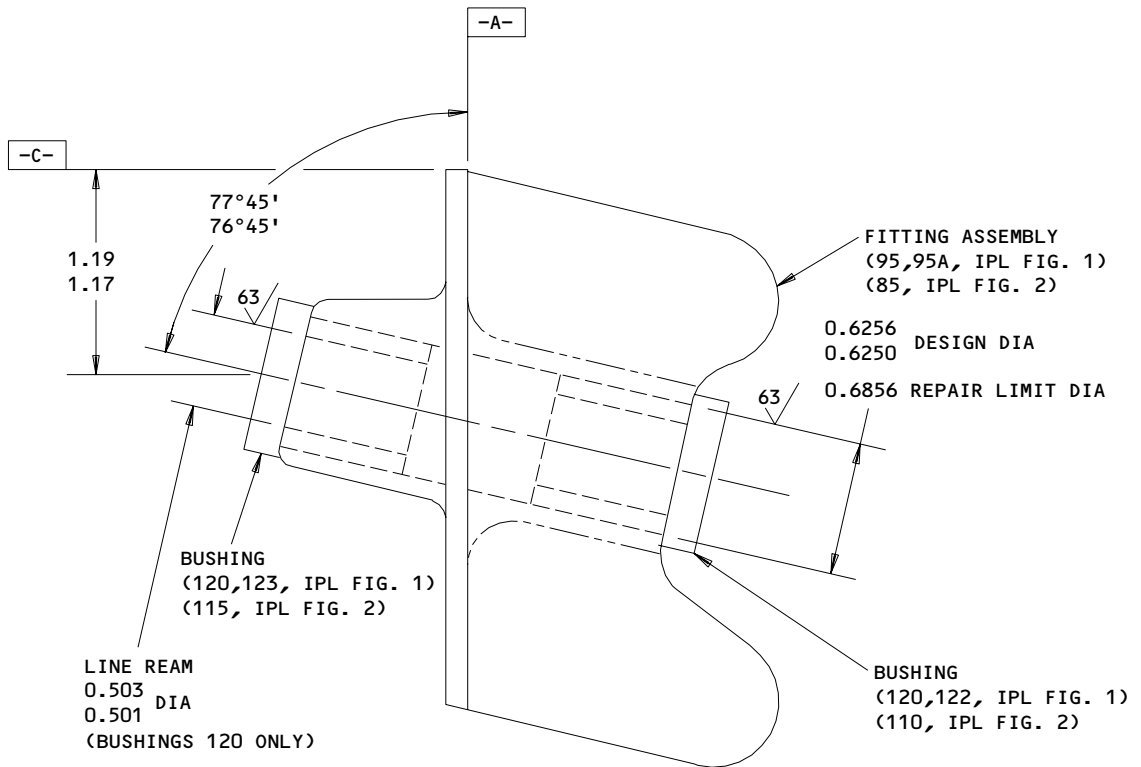 -A-
-C-
77°45'
76°45'
1.19
1.17
63
FITTING ASSEMBLY
(95,95A, IPL FIG. 1)
(85, IPL FIG. 2)
0.6256
0.6250 DESIGN DIA
0.6856 REPAIR LIMIT DIA
63
BUSHING
(120,123, IPL FIG. 1)
(115, IPL FIG. 2)
LINE REAM
0.503
0.501 DIA
(BUSHINGS 120 ONLY)
BUSHING
(120,122, IPL FIG. 1)
(110, IPL FIG. 2)